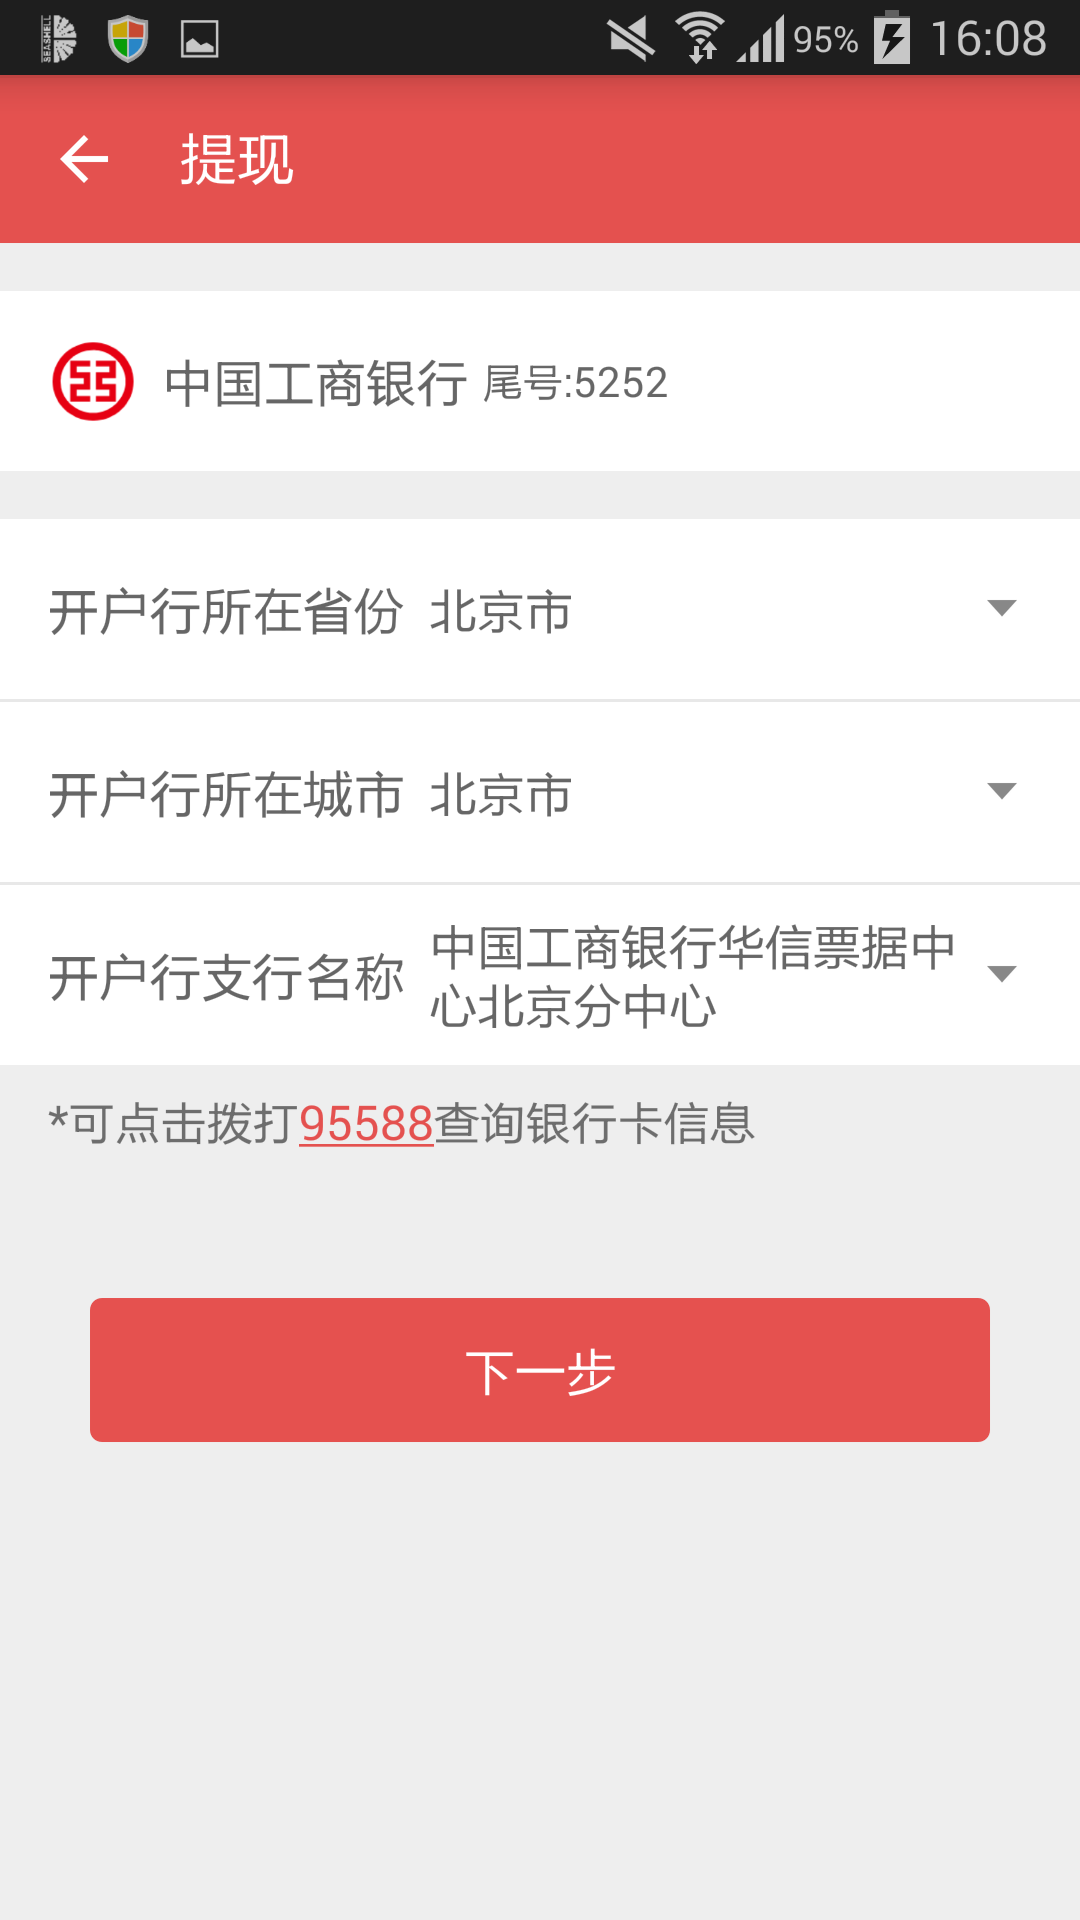 SEASHELL 95% 16:08
提现
中国工商银行 尾号:5252
开户行所在省份 北京市
开户行所在城市 北京市
开户行支行名称 中国工商银行华信票据中
心北京分中心
*可点击拨打95588查询银行卡信息
下一步